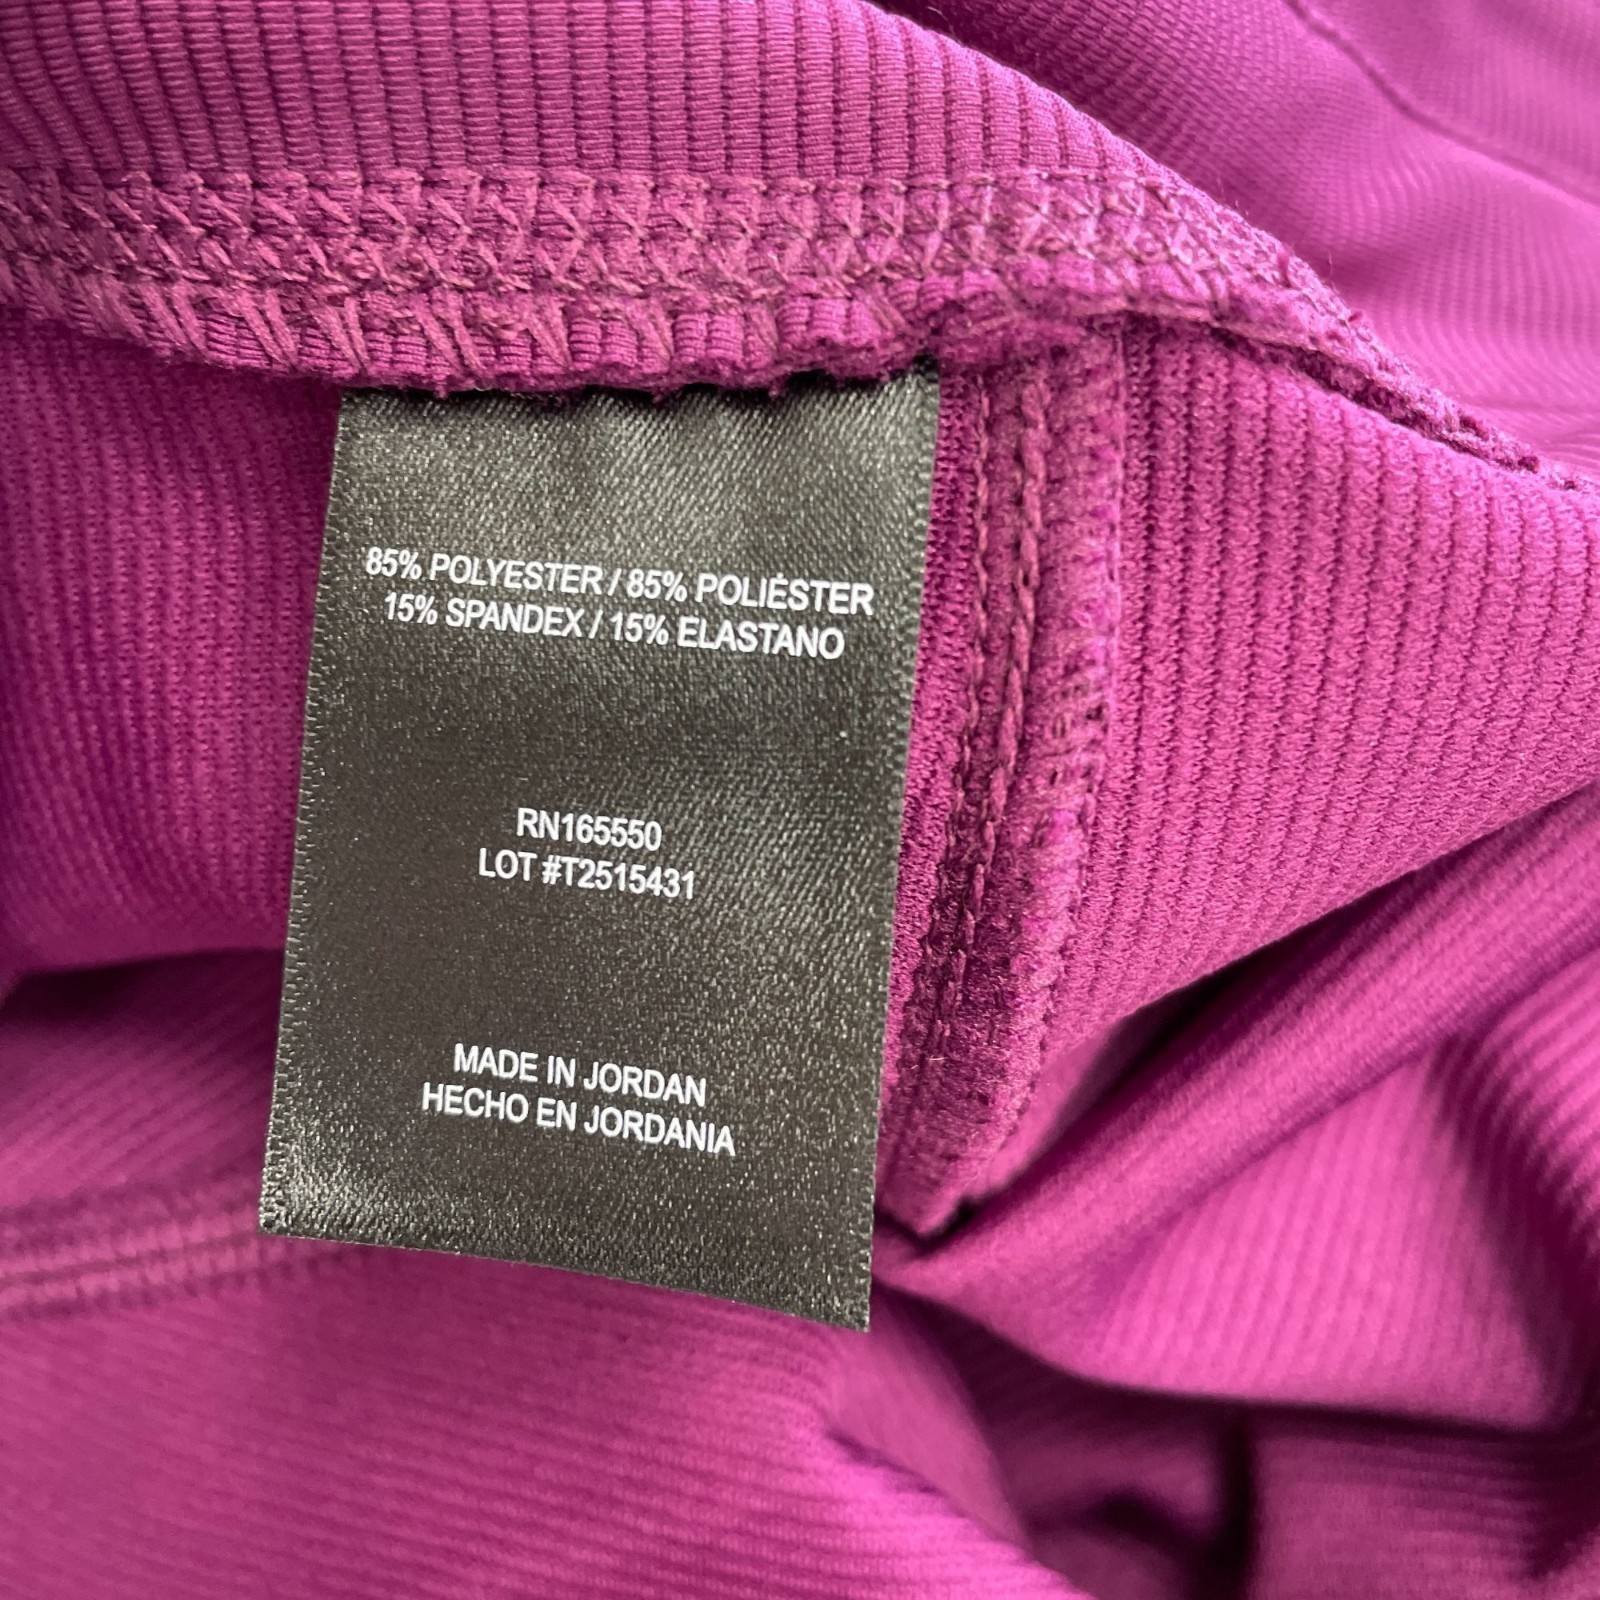 85% POLYESTER / 85% POLIÉSTER
15% SPANDEX / 15% ELASTANO
RN165550
LOT #T2515431
MADE IN JORDAN
HECHO EN JORDANIA